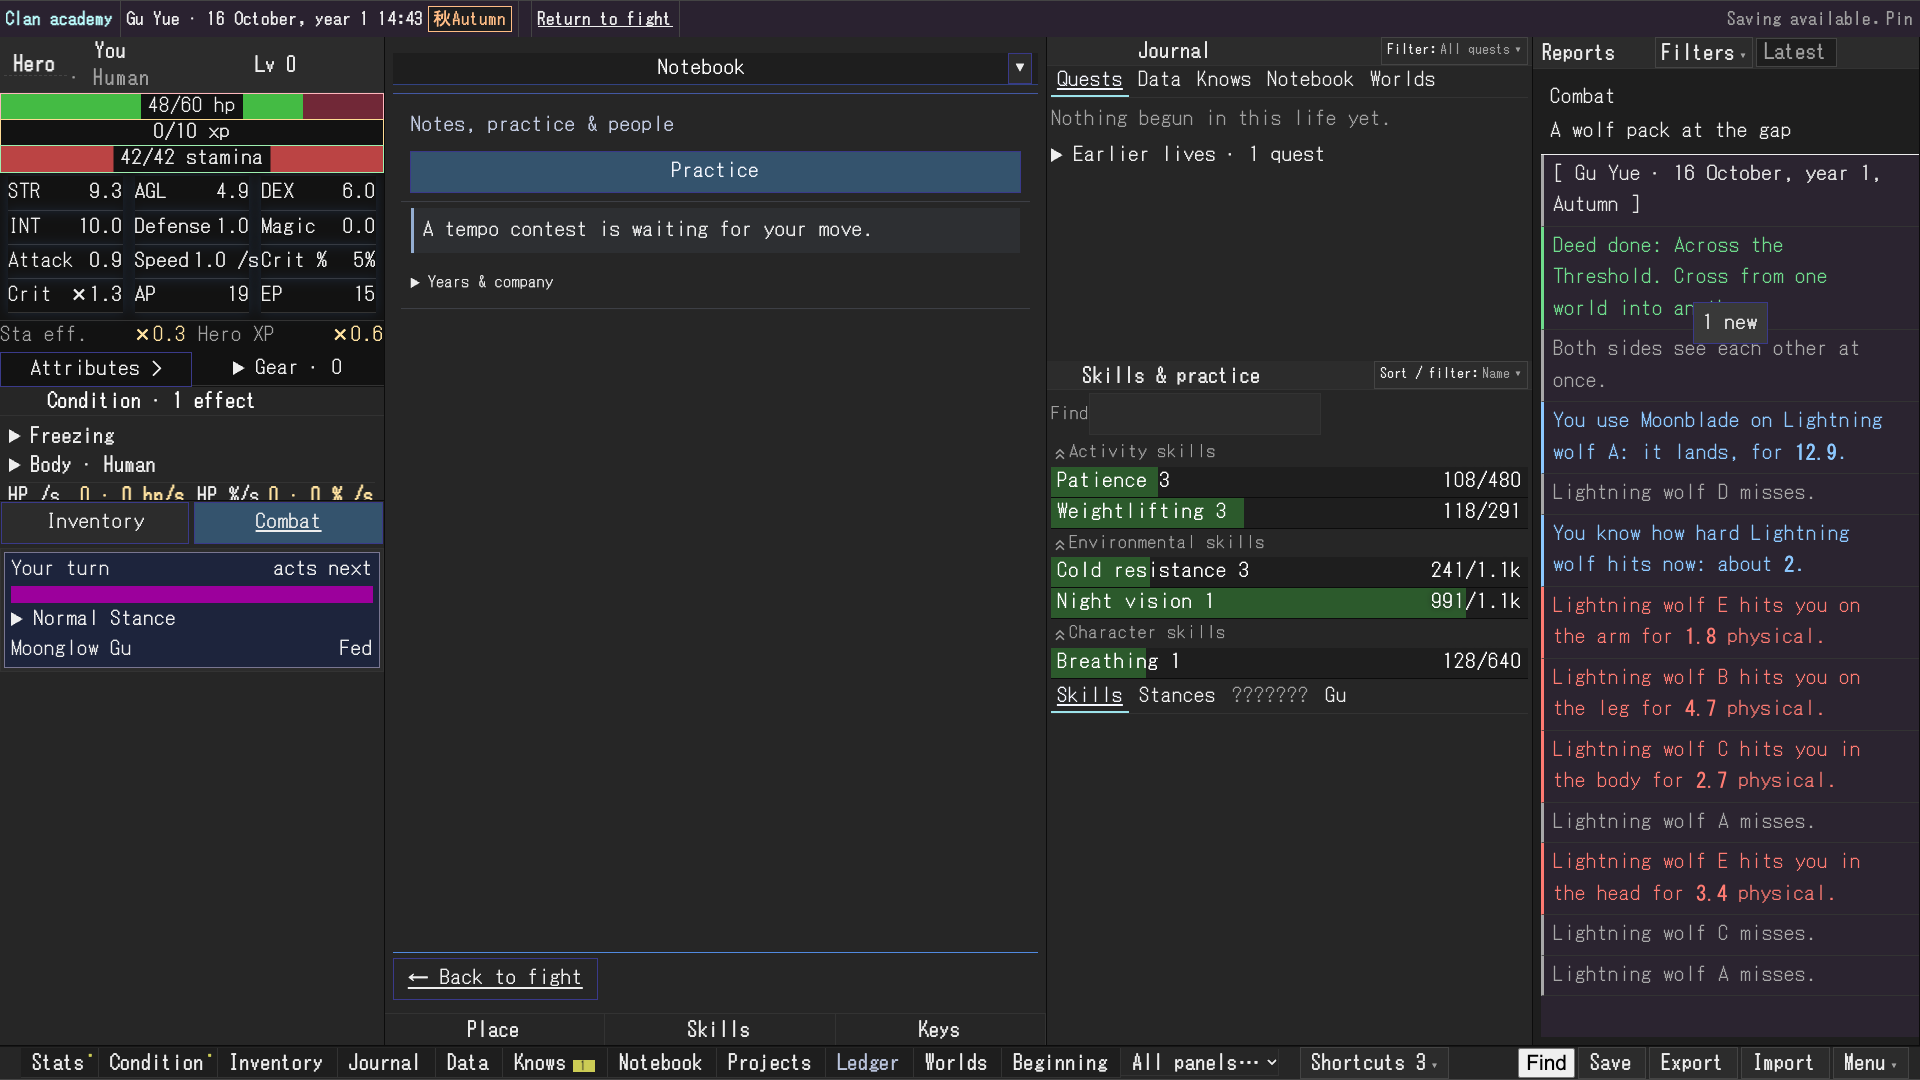 Clan academy
Gu Yue · 16 October, year 1 14:43 秋Autumn
Return to fight
Saving available. Pin
Hero · You
Human
Lv 0
48/60 hp
0/10 xp
42/42 stamina
STR 9.3 AGL 4.9 DEX 6.0
INT 10.0 Defense 1.0 Magic 0.0
Attack 0.9 Speed 1.0 /s Crit % 5%
Crit ×1.3 AP 19 EP 15
Sta eff. ×0.3 Hero XP ×0.6
Attributes >
▶ Gear · 0
Condition · 1 effect
▶ Freezing
▶ Body · Human
HP /s 0 · 0 hp/s HP %/s 0 · 0 % /s
Inventory
Combat
Your turn acts next
▶ Normal Stance
Moonglow Gu Fed
Notebook ▼
Notes, practice & people
Practice
A tempo contest is waiting for your move.
▶ Years & company
← Back to fight
Place
Skills
Keys
Journal
Filter: All quests ▾
Quests Data Knows Notebook Worlds
Nothing begun in this life yet.
▶ Earlier lives · 1 quest
Skills & practice
Sort / filter: Name ▾
Find
Activity skills
Patience 3 108/480
Weightlifting 3 118/291
Environmental skills
Cold resistance 3 241/1.1k
Night vision 1 991/1.1k
Character skills
Breathing 1 128/640
Skills Stances ??????? Gu
Reports
Filters ▾
Latest
Combat
A wolf pack at the gap
[ Gu Yue · 16 October, year 1,
Autumn ]
Deed done: Across the
Threshold. Cross from one
world into
1 new
Both sides see each other at
once.
You use Moonblade on Lightning
wolf A: it lands, for 12.9.
Lightning wolf D misses.
You know how hard Lightning
wolf hits now: about 2.
Lightning wolf E hits you on
the arm for 1.8 physical.
Lightning wolf B hits you on
the leg for 4.7 physical.
Lightning wolf C hits you in
the body for 2.7 physical.
Lightning wolf A misses.
Lightning wolf E hits you in
the head for 3.4 physical.
Lightning wolf C misses.
Lightning wolf A misses.
Stats Condition Inventory Journal Data Knows 1 Notebook Projects Ledger Worlds Beginning All panels⋯ Shortcuts 3 ▾ Find Save Export Import Menu ▾